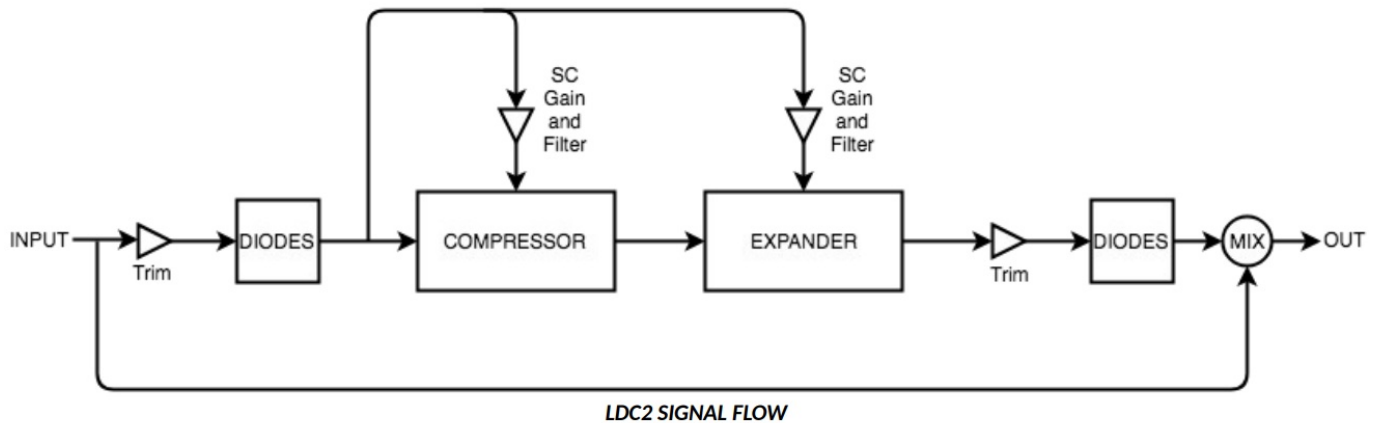 SC
Gain
and
Filter
SC
Gain
and
Filter
INPUT
Trim
DIODES
COMPRESSOR
EXPANDER
Trim
DIODES
MIX
OUT
LDC2 SIGNAL FLOW